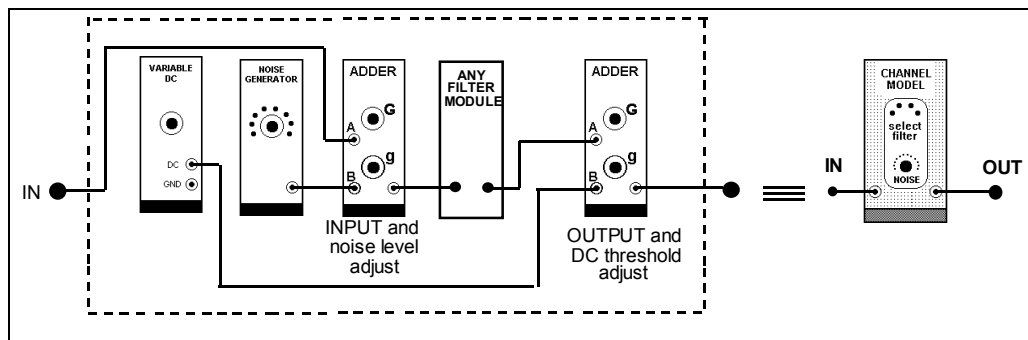 IN
VARIABLE
DC
DC
GND
NOISE
GENERATOR
ADDER
G
A
g
B
INPUT and
noise level
adjust
ANY
FILTER
MODULE
ADDER
G
A
g
B
OUTPUT and
DC threshold
adjust
IN
CHANNEL
MODEL
select
filter
NOISE
OUT